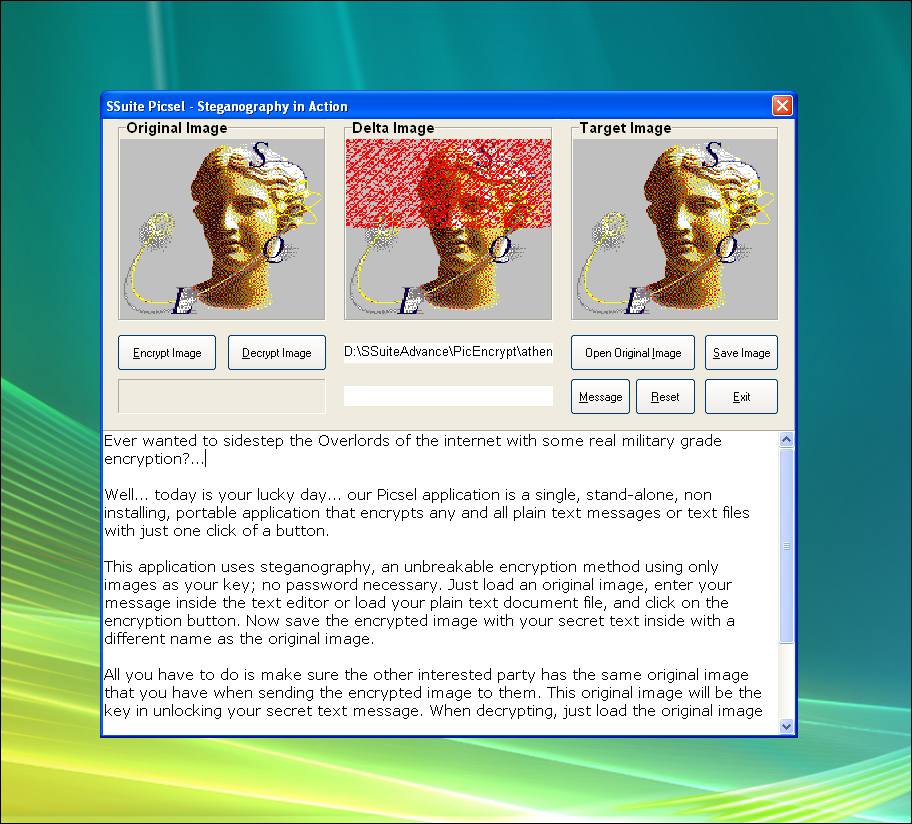 SSuite Picsel - Steganography in Action
Original Image
Delta Image
Target Image
S
S
S
Q
Q
Q
L
L
L
Encrypt Image
Decrypt Image
D:\SSuiteAdvance\PicEncrypt\athen
Open Original Image
Save Image
Message
Reset
Exit
Ever wanted to sidestep the Overlords of the internet with some real military grade
encryption?...
Well... today is your lucky day... our Picsel application is a single, stand-alone, non
installing, portable application that encrypts any and all plain text messages or text files
with just one click of a button.
This application uses steganography, an unbreakable encryption method using only
images as your key; no password necessary. Just load an original image, enter your
message inside the text editor or load your plain text document file, and click on the
encryption button. Now save the encrypted image with your secret text inside with a
different name as the original image.
All you have to do is make sure the other interested party has the same original image
that you have when sending the encrypted image to them. This original image will be the
key in unlocking your secret text message. When decrypting, just load the original image